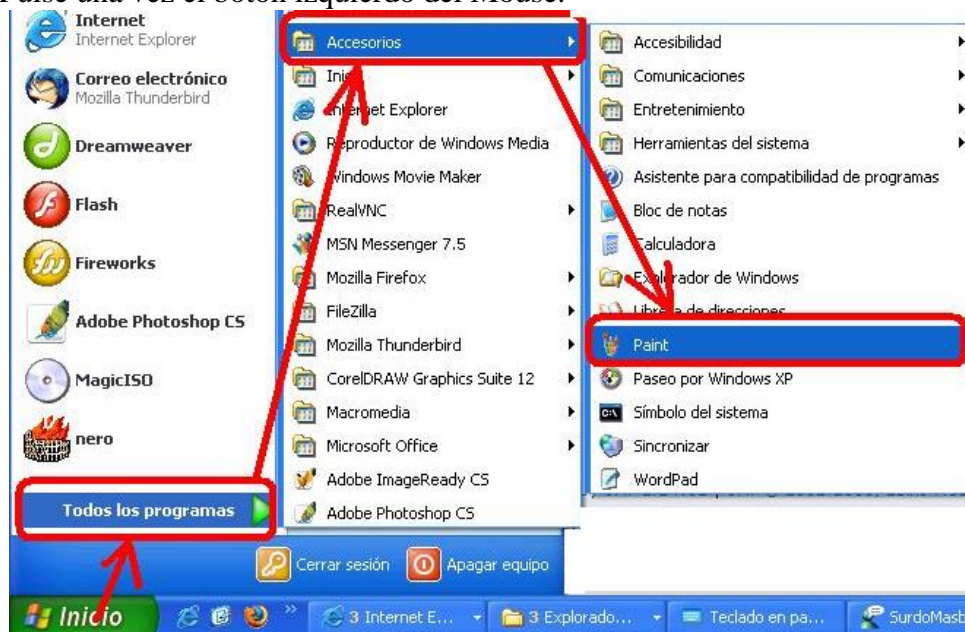 Pulse una vez el botón izquierdo del Mouse.
Internet
Internet Explorer
Correo electrónico
Mozilla Thunderbird
Dreamweaver
Flash
Fireworks
Adobe Photoshop CS
MagicISO
nero
Todos los programas
Accesorios
Inicio
Internet Explorer
Reproductor de Windows Media
Windows Movie Maker
RealVNC
MSN Messenger 7.5
Mozilla Firefox
FileZilla
Mozilla Thunderbird
CorelDRAW Graphics Suite 12
Macromedia
Microsoft Office
Adobe ImageReady CS
Adobe Photoshop CS
Accesibilidad
Comunicaciones
Entretenimiento
Herramientas del sistema
Asistente para compatibilidad de programas
Bloc de notas
Calculadora
Explorador de Windows
Libreta de direcciones
Paint
Paseo por Windows XP
Símbolo del sistema
Sincronizar
WordPad
Cerrar sesión Apagar equipo
Inicio » 3 Internet E... 3 Explorado... Teclado en pa... SurdoMasb